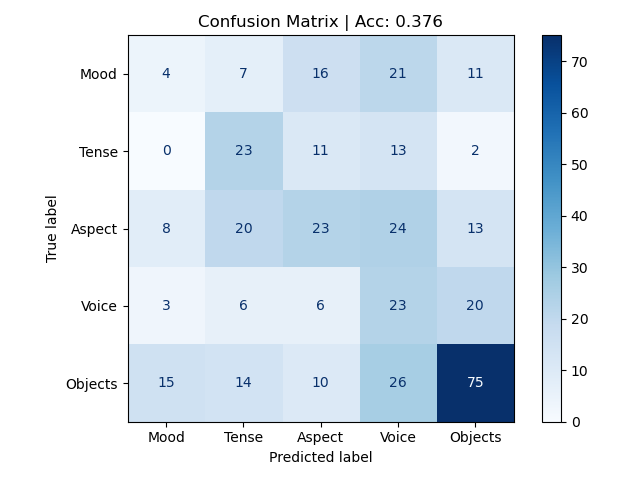 Confusion Matrix | Acc: 0.376
Mood 4 7 16 21 11
Tense 0 23 11 13 2
Aspect 8 20 23 24 13
Voice 3 6 6 23 20
Objects 15 14 10 26 75
Mood Tense Aspect Voice Objects
Predicted label
True label
70
60
50
40
30
20
10
0